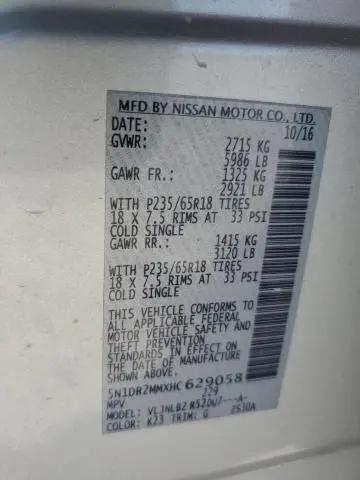 MFD BY NISSAN MOTOR CO., LTD.
DATE: 10/16
GVWR: 2715 KG
5986 LB
GAWR FR.: 1325 KG
2921 LB
WITH P235/65R18 TIRES
18 X 7.5 RIMS AT 33 PSI
COLD SINGLE
GAWR RR.: 1415 KG
3120 LB
WITH P235/65R18 TIRES
18 X 7.5 RIMS AT 33 PSI
COLD SINGLE
THIS VEHICLE CONFORMS TO
ALL APPLICABLE U.S. FEDERAL
MOTOR VEHICLE SAFETY AND
THEFT PREVENTION
STANDARDS IN EFFECT ON
THE DATE OF MANUFACTURE
SHOWN ABOVE.
5N1DR2MMXHC629058
MPV 259
MODEL:
COLOR: K23 TRIM: G 2530A